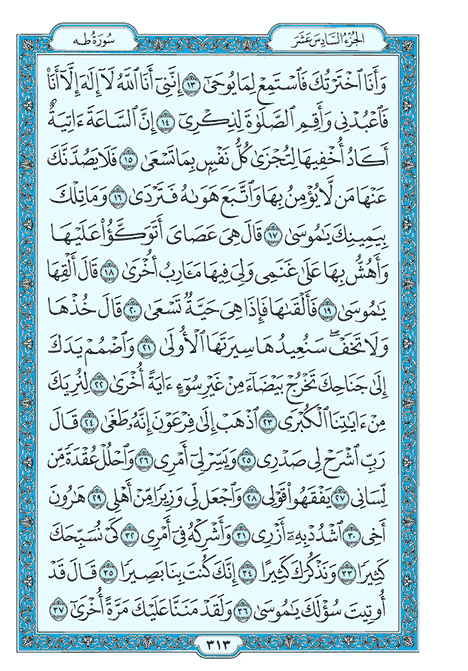 الجزء السادس عشر
سورة طه
وَأَنَا ٱخْتَرْتُكَ فَٱسْتَمِعْ لِمَا يُوحَىٰٓ ١٣ إِنَّنِىٓ أَنَا ٱللَّهُ لَآ إِلَٰهَ إِلَّآ أَنَا۠
فَٱعْبُدْنِى وَأَقِمِ ٱلصَّلَوٰةَ لِذِكْرِىٓ ١٤ إِنَّ ٱلسَّاعَةَ ءَاتِيَةٌ
أَكَادُ أُخْفِيهَا لِتُجْزَىٰ كُلُّ نَفْسٍۭ بِمَا تَسْعَىٰ ١٥ فَلَا يَصُدَّنَّكَ
عَنْهَا مَن لَّا يُؤْمِنُ بِهَا وَٱتَّبَعَ هَوَىٰهُ فَتَرْدَىٰ ١٦ وَمَا تِلْكَ
بِيَمِينِكَ يَٰمُوسَىٰ ١٧ قَالَ هِىَ عَصَاىَ أَتَوَكَّؤُا۟ عَلَيْهَا
وَأَهُشُّ بِهَا عَلَىٰ غَنَمِى وَلِىَ فِيهَا مَـَٔارِبُ أُخْرَىٰ ١٨ قَالَ أَلْقِهَا
يَٰمُوسَىٰ ١٩ فَأَلْقَىٰهَا فَإِذَا هِىَ حَيَّةٌ تَسْعَىٰ ٢٠ قَالَ خُذْهَا
وَلَا تَخَفْ ۖ سَنُعِيدُهَا سِيرَتَهَا ٱلْأُولَىٰ ٢١ وَٱضْمُمْ يَدَكَ
إِلَىٰ جَنَاحِكَ تَخْرُجْ بَيْضَآءَ مِنْ غَيْرِ سُوٓءٍ ءَايَةً أُخْرَىٰ ٢٢ لِنُرِيَكَ
مِنْ ءَايَٰتِنَا ٱلْكُبْرَى ٢٣ ٱذْهَبْ إِلَىٰ فِرْعَوْنَ إِنَّهُۥ طَغَىٰ ٢٤ قَالَ
رَبِّ ٱشْرَحْ لِى صَدْرِى ٢٥ وَيَسِّرْ لِىٓ أَمْرِى ٢٦ وَٱحْلُلْ عُقْدَةً مِّن
لِّسَانِى ٢٧ يَفْقَهُوا۟ قَوْلِى ٢٨ وَٱجْعَل لِّى وَزِيرًا مِّنْ أَهْلِى ٢٩ هَٰرُونَ
أَخِى ٣٠ ٱشْدُدْ بِهِۦٓ أَزْرِى ٣١ وَأَشْرِكْهُ فِىٓ أَمْرِى ٣٢ كَىْ نُسَبِّحَكَ
كَثِيرًا ٣٣ وَنَذْكُرَكَ كَثِيرًا ٣٤ إِنَّكَ كُنتَ بِنَا بَصِيرًا ٣٥ قَالَ قَدْ
أُوتِيتَ سُؤْلَكَ يَٰمُوسَىٰ ٣٦ وَلَقَدْ مَنَنَّا عَلَيْكَ مَرَّةً أُخْرَىٰٓ ٣٧
٣١٣